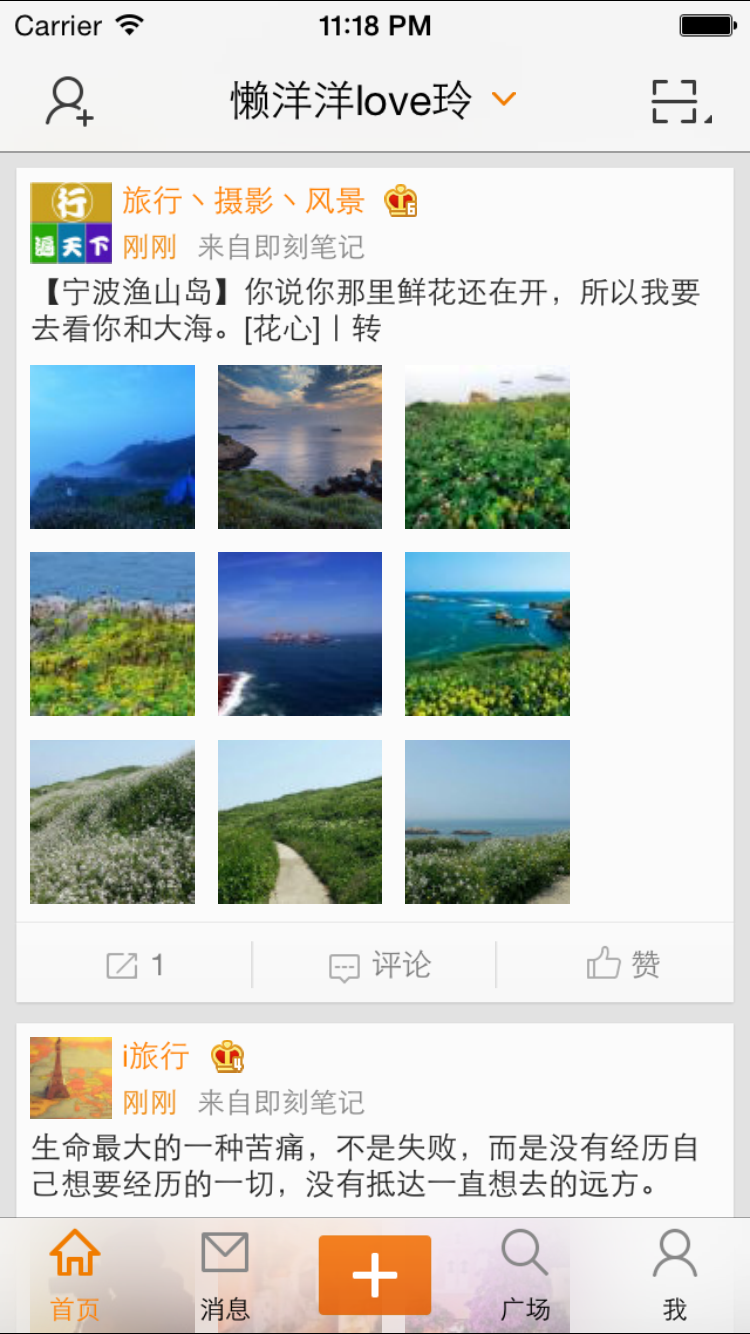 Carrier 11:18 PM
懒洋洋love玲
行
遍天下
旅行丶摄影丶风景 6
刚刚 来自即刻笔记
【宁波渔山岛】你说你那里鲜花还在开，所以我要
去看你和大海。[花心]丨转
1 评论 赞
i旅行 4
刚刚 来自即刻笔记
生命最大的一种苦痛，不是失败，而是没有经历自
己想要经历的一切，没有抵达一直想去的远方。
首页 消息 广场 我